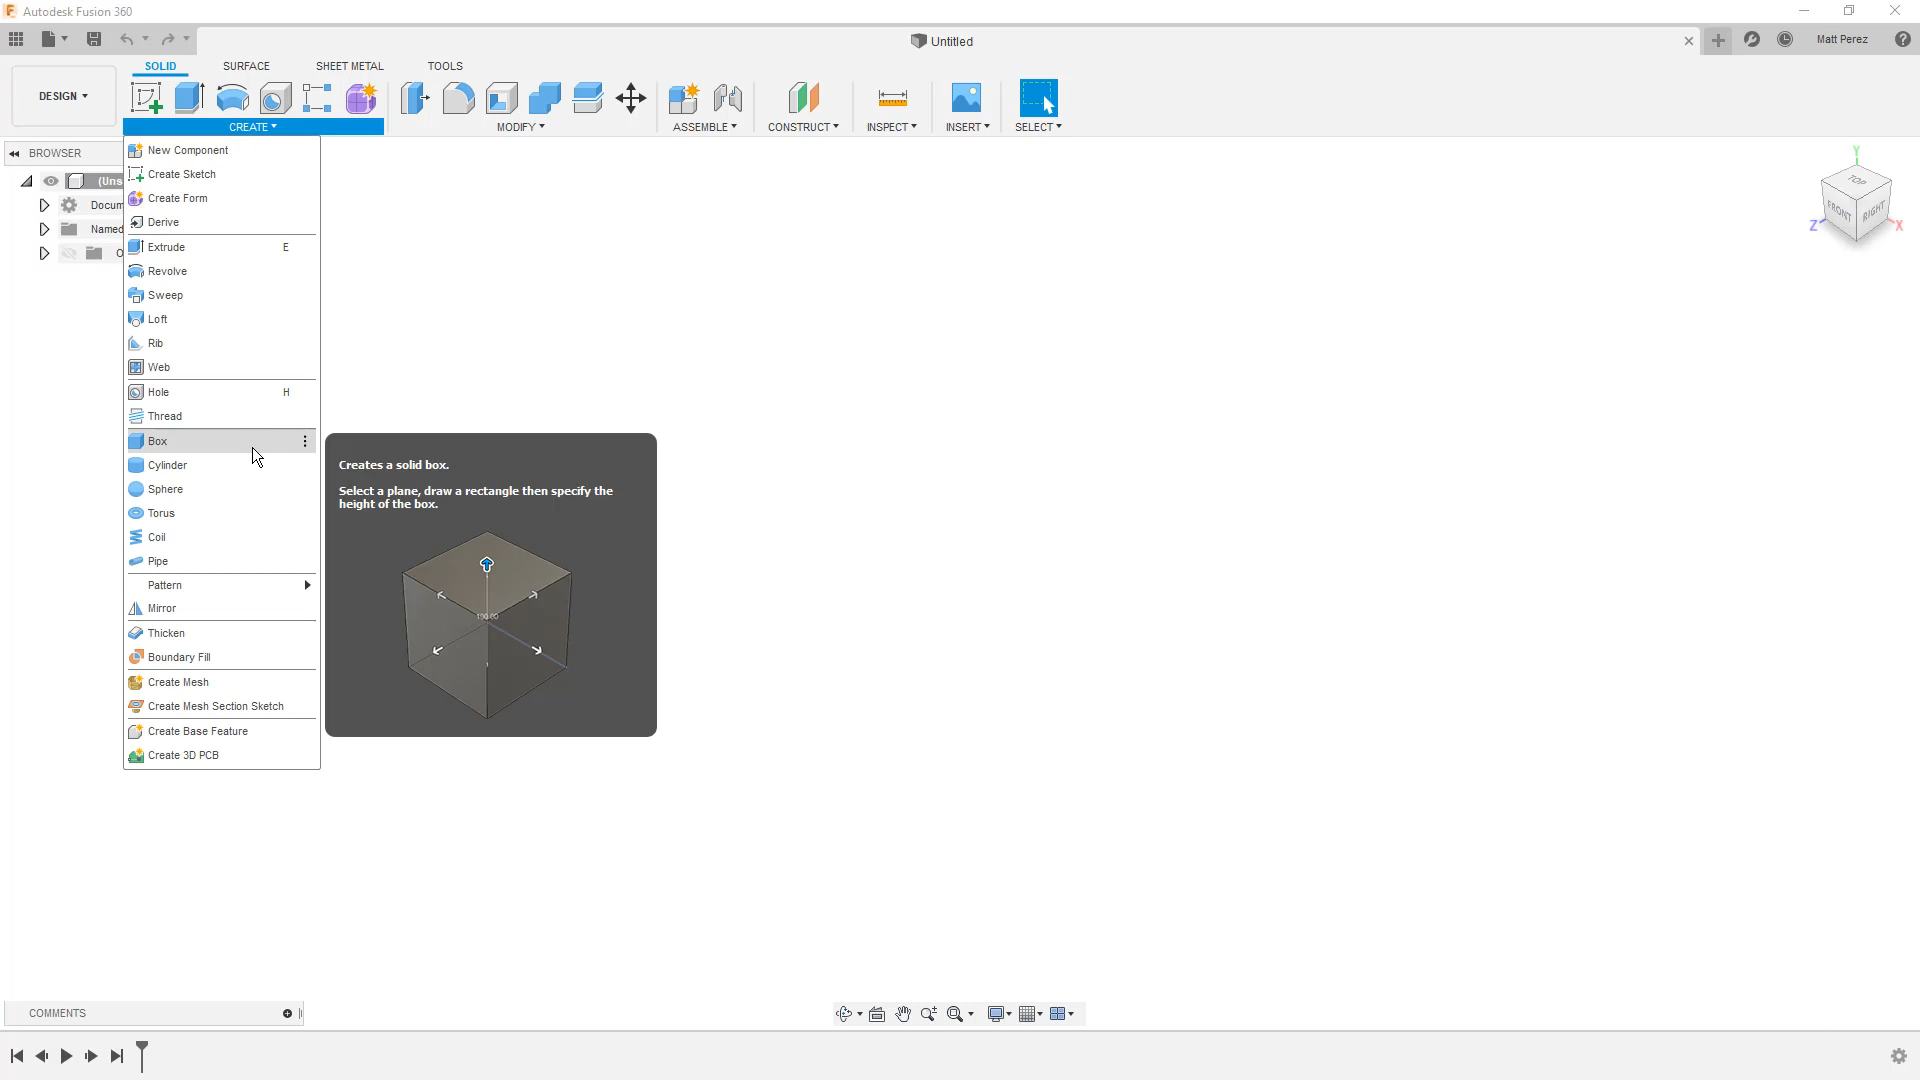 Autodesk Fusion 360
Untitled
Matt Perez
DESIGN
SOLID
SURFACE
SHEET METAL
TOOLS
CREATE
MODIFY
ASSEMBLE
CONSTRUCT
INSPECT
INSERT
SELECT
BROWSER
(Uns
Docum
Named
O
New Component
Create Sketch
Create Form
Derive
Extrude E
Revolve
Sweep
Loft
Rib
Web
Hole H
Thread
Box
Cylinder
Sphere
Torus
Coil
Pipe
Pattern
Mirror
Thicken
Boundary Fill
Create Mesh
Create Mesh Section Sketch
Create Base Feature
Create 3D PCB
Creates a solid box.
Select a plane, draw a rectangle then specify the
height of the box.
Y
TOP
FRONT
RIGHT
Z
X
COMMENTS